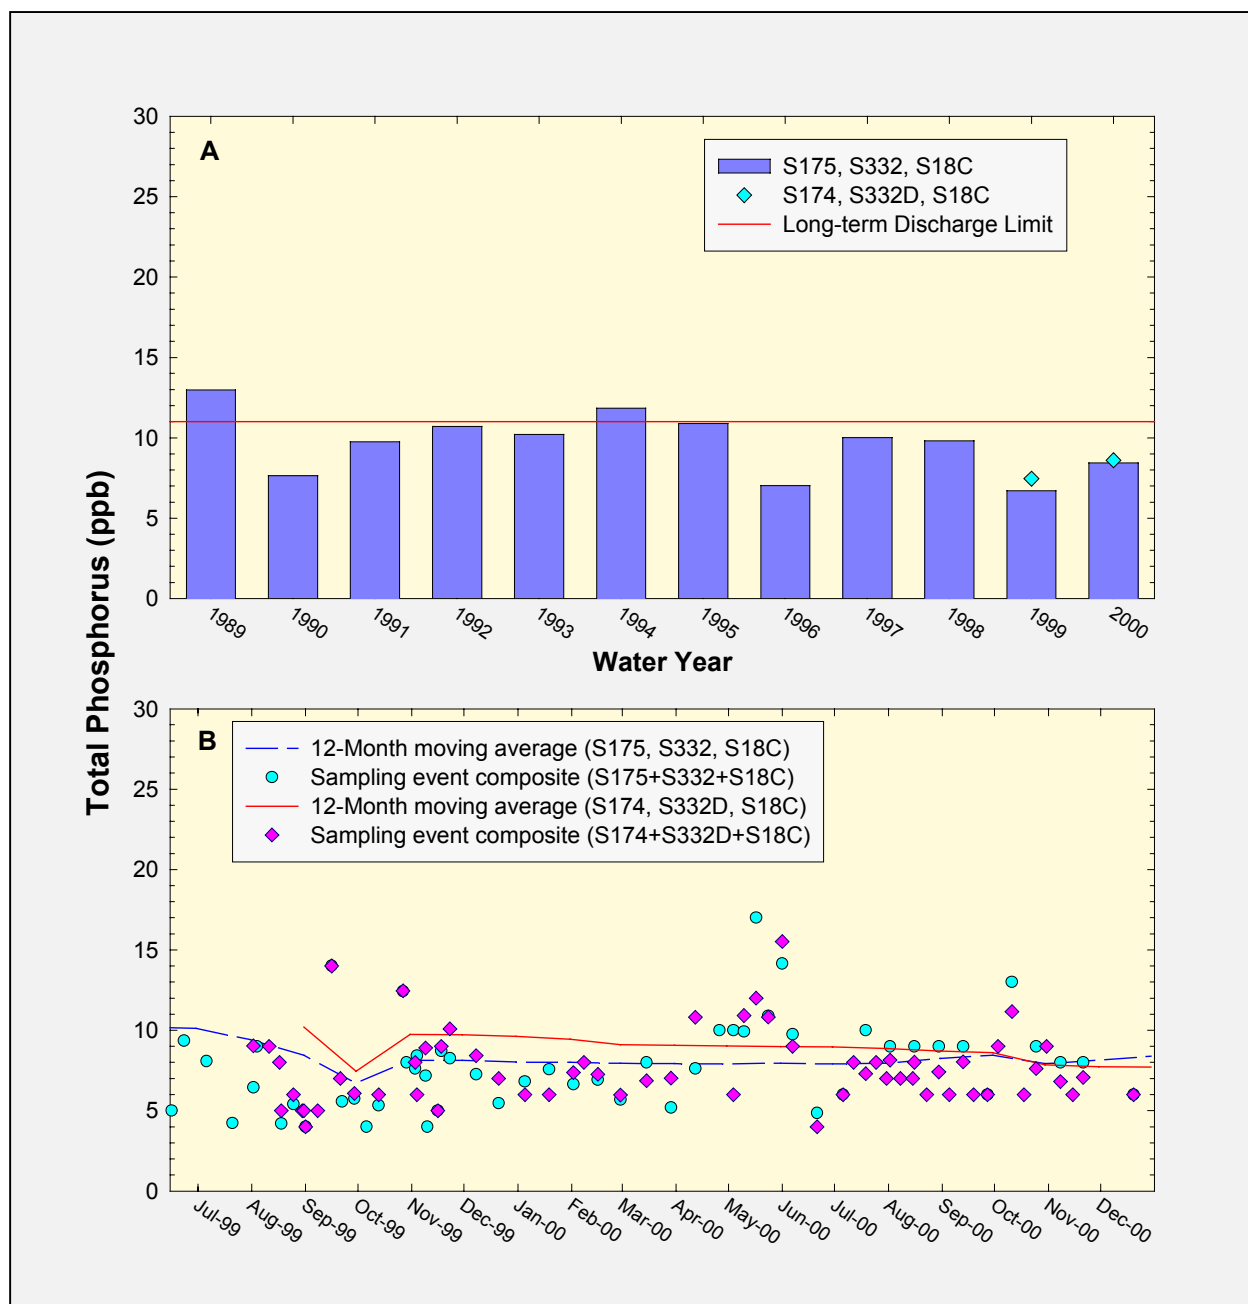 Total Phosphorus (ppb)
A
30
25
20
15
10
5
0
S175, S332, S18C
S174, S332D, S18C
Long-term Discharge Limit
1989 1990 1991 1992 1993 1994 1995 1996 1997 1998 1999 2000
Water Year
B
30
25
20
15
10
5
0
12-Month moving average (S175, S332, S18C)
Sampling event composite (S175+S332+S18C)
12-Month moving average (S174, S332D, S18C)
Sampling event composite (S174+S332D+S18C)
Jul-99 Aug-99 Sep-99 Oct-99 Nov-99 Dec-99 Jan-00 Feb-00 Mar-00 Apr-00 May-00 Jun-00 Jul-00 Aug-00 Sep-00 Oct-00 Nov-00 Dec-00